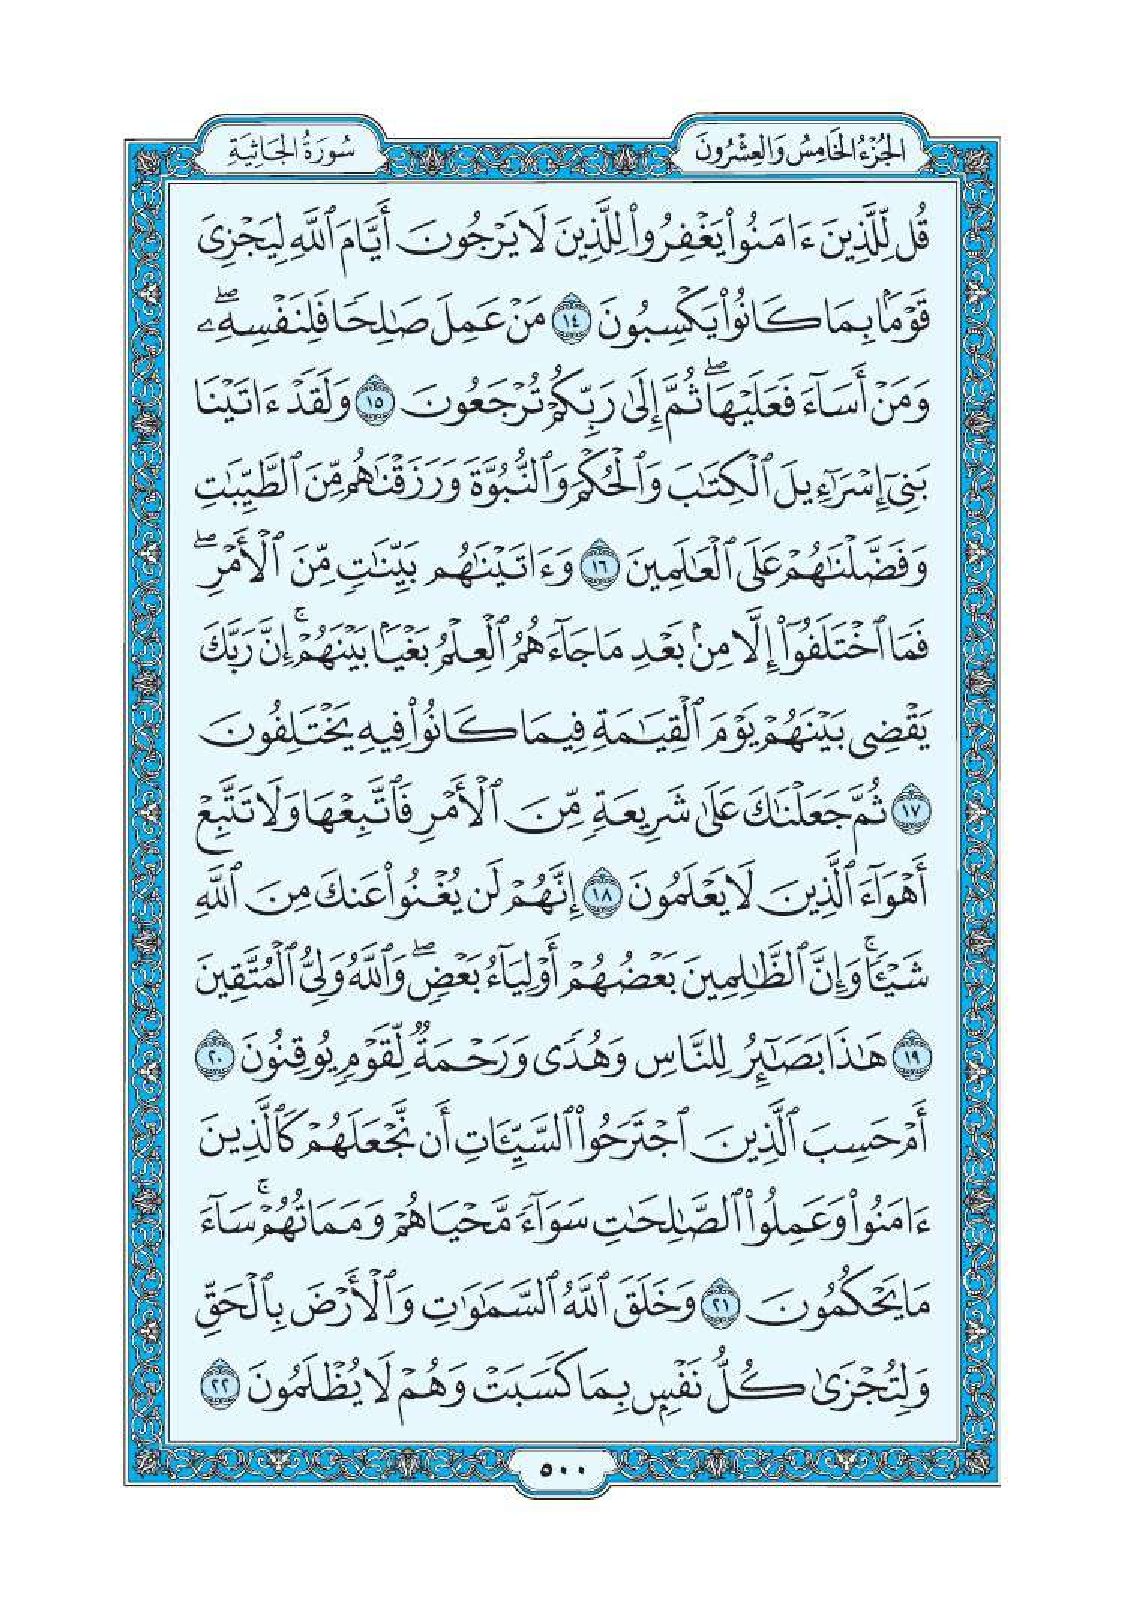 الجُزْءُ الخَامِسُ وَالعِشْرُونَ
سُورَةُ الجَاثِيَةِ
قُل لِّلَّذِينَ ءَامَنُوا۟ يَغْفِرُوا۟ لِلَّذِينَ لَا يَرْجُونَ أَيَّامَ ٱللَّهِ لِيَجْزِىَ
قَوْمًۢا بِمَا كَانُوا۟ يَكْسِبُونَ ١٤ مَنْ عَمِلَ صَٰلِحًا فَلِنَفْسِهِۦۖ
وَمَنْ أَسَآءَ فَعَلَيْهَاۖ ثُمَّ إِلَىٰ رَبِّكُمْ تُرْجَعُونَ ١٥ وَلَقَدْ ءَاتَيْنَا
بَنِىٓ إِسْرَٰٓءِيلَ ٱلْكِتَٰبَ وَٱلْحُكْمَ وَٱلنُّبُوَّةَ وَرَزَقْنَٰهُم مِّنَ ٱلطَّيِّبَٰتِ
وَفَضَّلْنَٰهُمْ عَلَى ٱلْعَٰلَمِينَ ١٦ وَءَاتَيْنَٰهُم بَيِّنَٰتٍ مِّنَ ٱلْأَمْرِۖ
فَمَا ٱخْتَلَفُوٓا۟ إِلَّا مِنۢ بَعْدِ مَا جَآءَهُمُ ٱلْعِلْمُ بَغْيًۢا بَيْنَهُمْۚ إِنَّ رَبَّكَ
يَقْضِى بَيْنَهُمْ يَوْمَ ٱلْقِيَٰمَةِ فِيمَا كَانُوا۟ فِيهِ يَخْتَلِفُونَ
١٧ ثُمَّ جَعَلْنَٰكَ عَلَىٰ شَرِيعَةٍ مِّنَ ٱلْأَمْرِ فَٱتَّبِعْهَا وَلَا تَتَّبِعْ
أَهْوَآءَ ٱلَّذِينَ لَا يَعْلَمُونَ ١٨ إِنَّهُمْ لَن يُغْنُوا۟ عَنكَ مِنَ ٱللَّهِ
شَيْـًٔاۚ وَإِنَّ ٱلظَّٰلِمِينَ بَعْضُهُمْ أَوْلِيَآءُ بَعْضٍۖ وَٱللَّهُ وَلِىُّ ٱلْمُتَّقِينَ
١٩ هَٰذَا بَصَٰٓئِرُ لِلنَّاسِ وَهُدًى وَرَحْمَةٌ لِّقَوْمٍ يُوقِنُونَ ٢٠
أَمْ حَسِبَ ٱلَّذِينَ ٱجْتَرَحُوا۟ ٱلسَّيِّـَٔاتِ أَن نَّجْعَلَهُمْ كَٱلَّذِينَ
ءَامَنُوا۟ وَعَمِلُوا۟ ٱلصَّٰلِحَٰتِ سَوَآءً مَّحْيَاهُمْ وَمَمَاتُهُمْۚ سَآءَ
مَا يَحْكُمُونَ ٢١ وَخَلَقَ ٱللَّهُ ٱلسَّمَٰوَٰتِ وَٱلْأَرْضَ بِٱلْحَقِّ
وَلِتُجْزَىٰ كُلُّ نَفْسٍۭ بِمَا كَسَبَتْ وَهُمْ لَا يُظْلَمُونَ ٢٢
٥٠٠